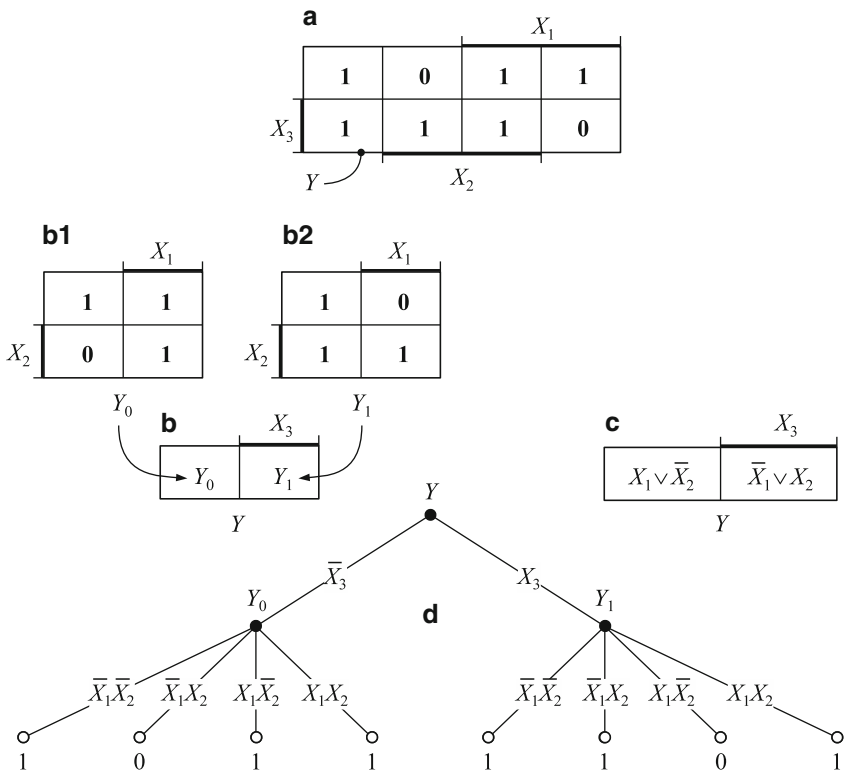 a
X₁
1 0 1 1
X₃ 1 1 1 0
Y
X₂
b1
X₁
1 1
X₂ 0 1
Y₀
b2
X₁
1 0
X₂ 1 1
Y₁
b
X₃
Y₀ Y₁
Y
c
X₃
X₁ ∨ X̅₂ X̅₁ ∨ X₂
Y
Y
X̅₃ X₃
Y₀ d Y₁
X̅₁X̅₂ X̅₁X₂ X₁X̅₂ X₁X₂ X̅₁X̅₂ X̅₁X₂ X₁X̅₂ X₁X₂
1 0 1 1 1 1 0 1